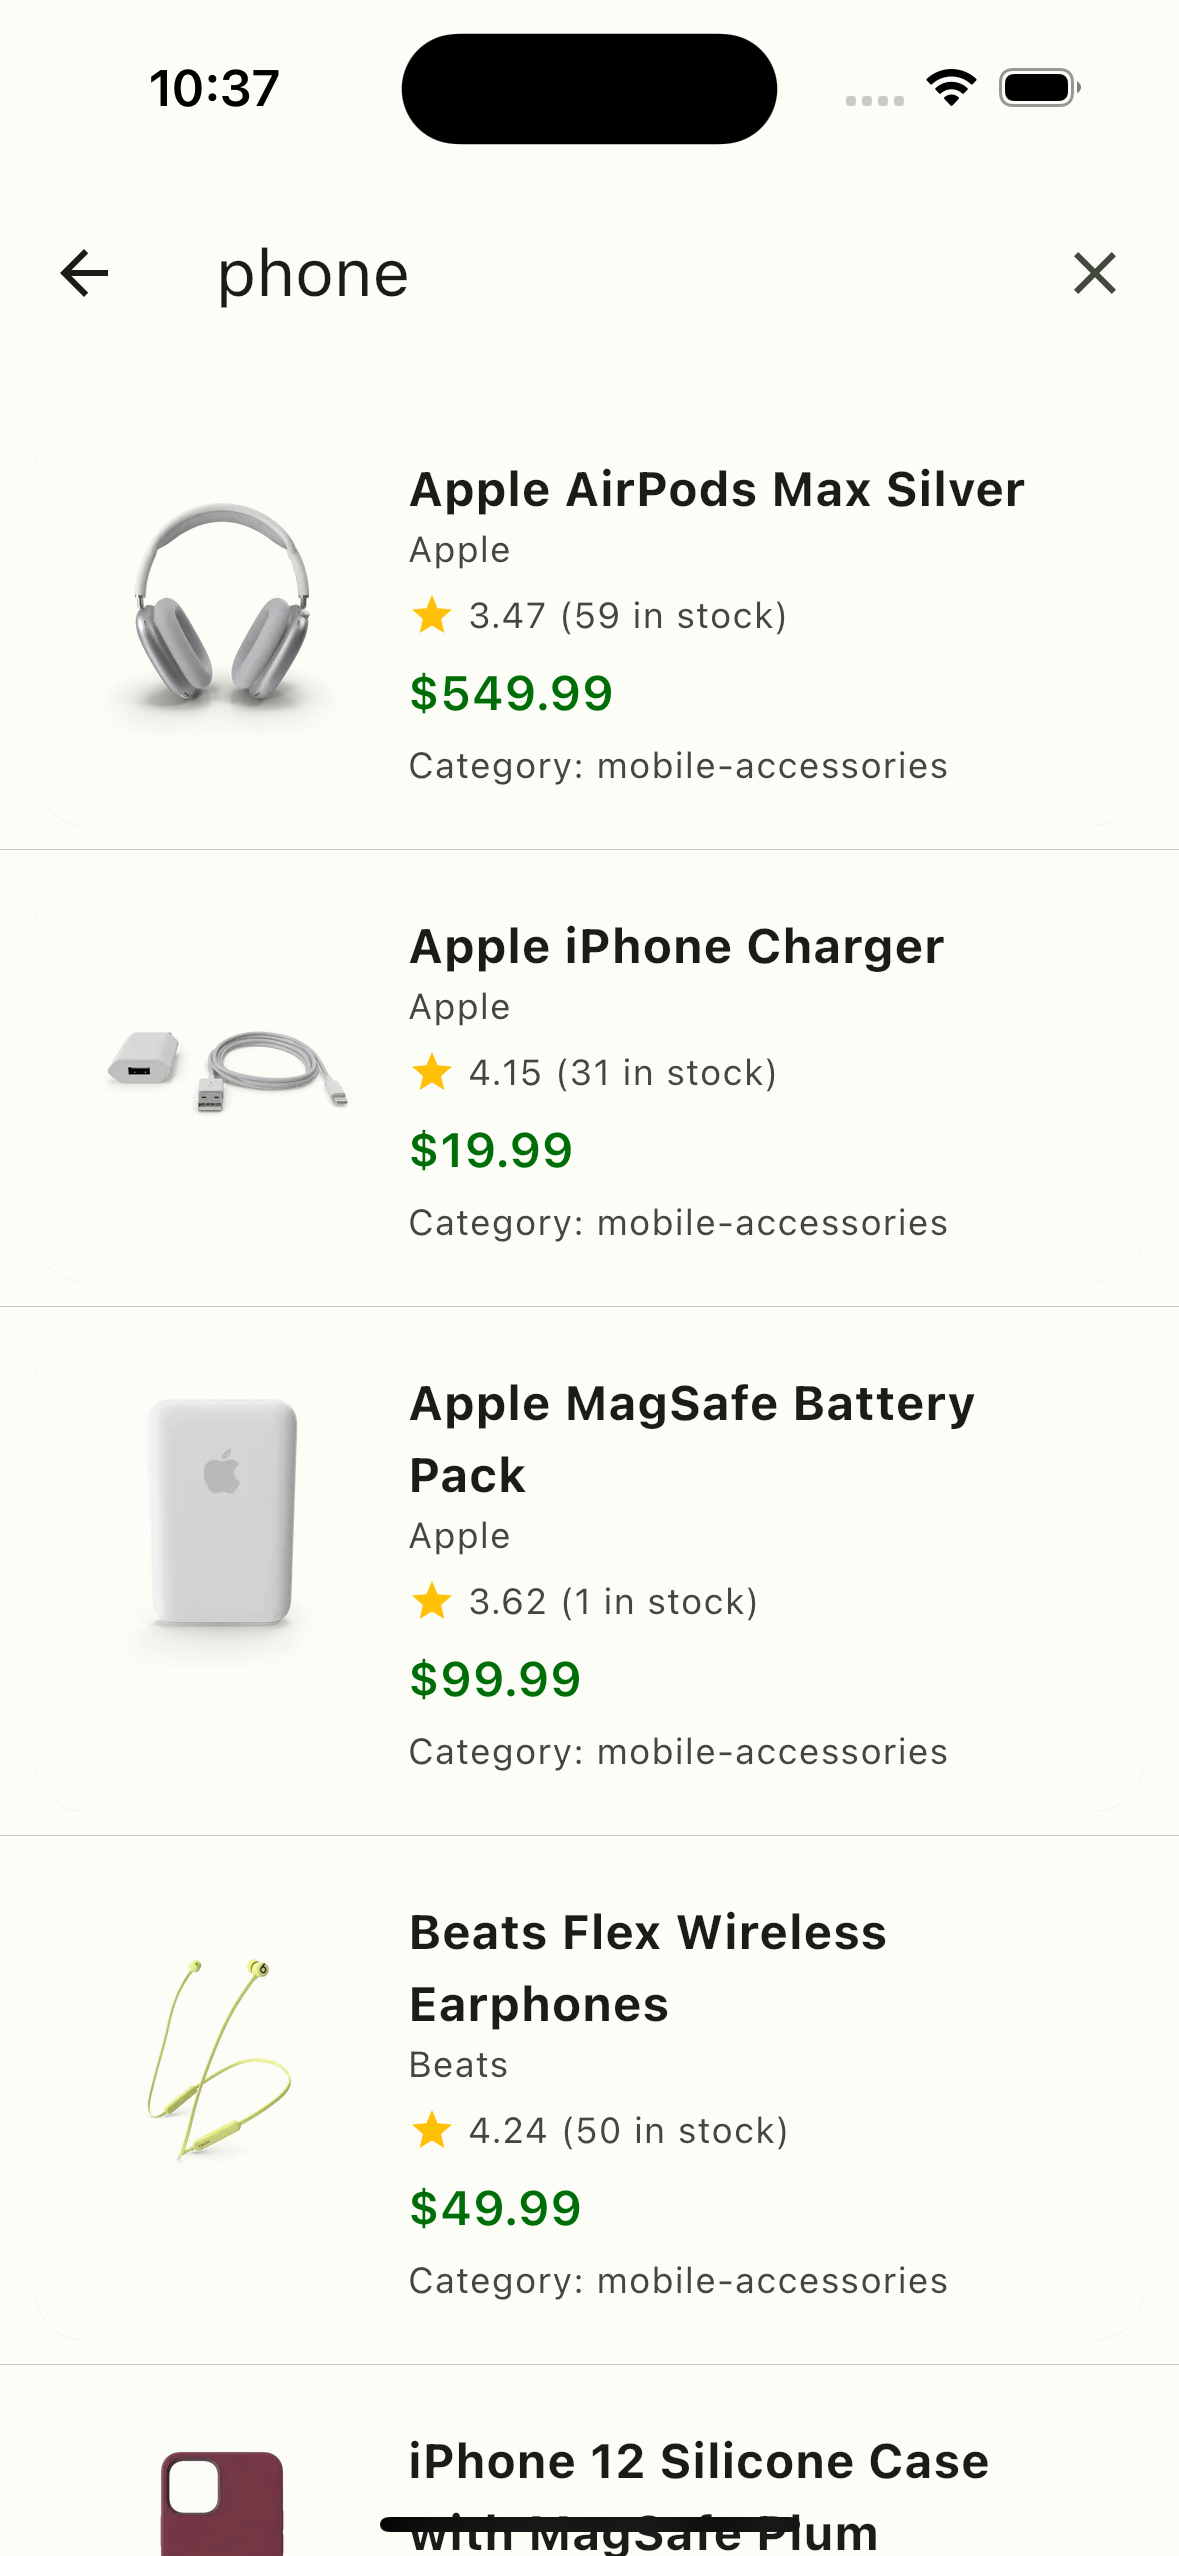 10:37
phone
Apple AirPods Max Silver
Apple
3.47 (59 in stock)
$549.99
Category: mobile-accessories
Apple iPhone Charger
Apple
4.15 (31 in stock)
$19.99
Category: mobile-accessories
Apple MagSafe Battery
Pack
Apple
3.62 (1 in stock)
$99.99
Category: mobile-accessories
Beats Flex Wireless
Earphones
Beats
4.24 (50 in stock)
$49.99
Category: mobile-accessories
iPhone 12 Silicone Case
with MagSafe Plum